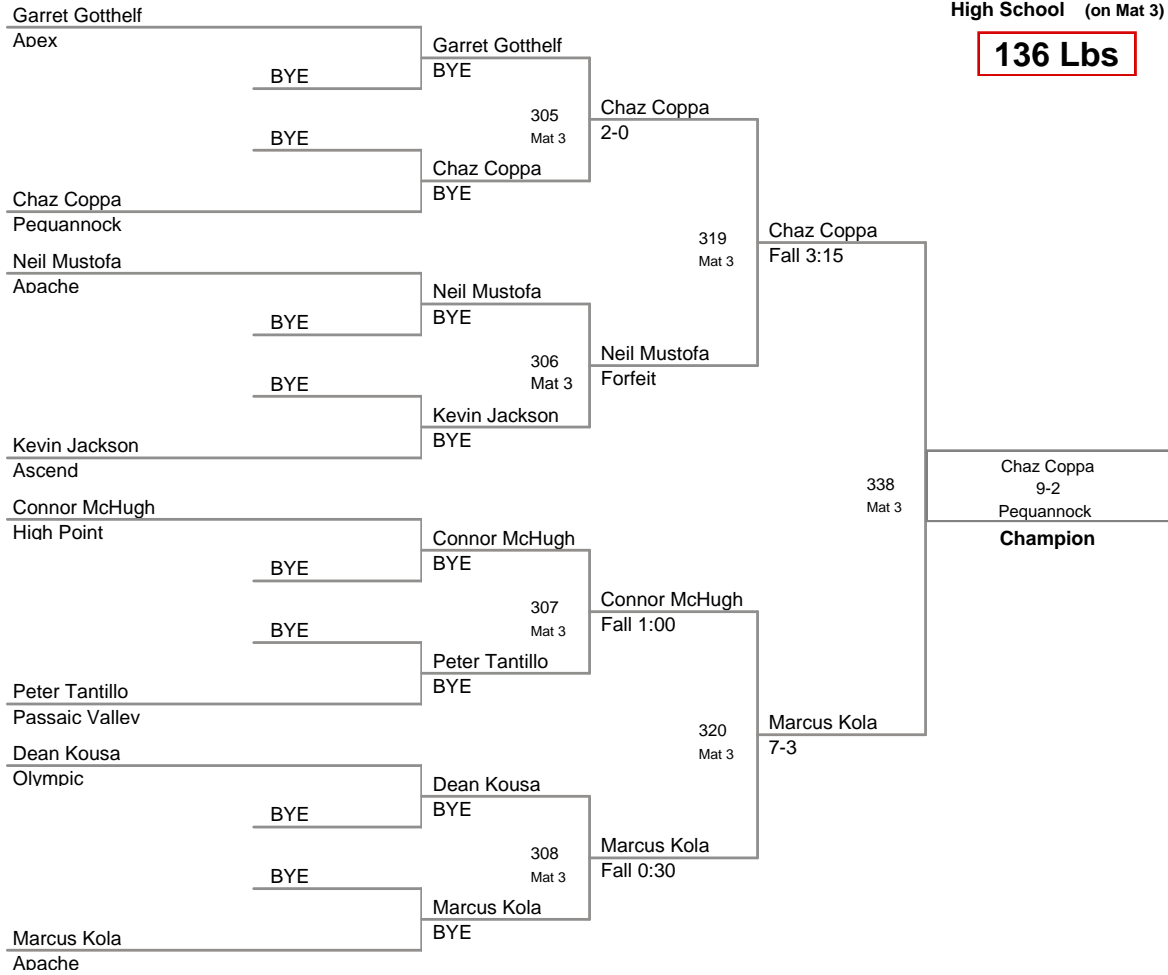 High School (on Mat 3)
136 Lbs
Garret Gotthelf
Apex
BYE
Garret Gotthelf
BYE
305
Mat 3
BYE
Chaz Coppa
BYE
Chaz Coppa
Pequannock
Chaz Coppa
2-0
Neil Mustofa
Apache
BYE
Neil Mustofa
BYE
306
Mat 3
BYE
Kevin Jackson
BYE
Kevin Jackson
Ascend
Neil Mustofa
Forfeit
319
Mat 3
Chaz Coppa
Fall 3:15
Connor McHugh
High Point
BYE
Connor McHugh
BYE
307
Mat 3
BYE
Peter Tantillo
BYE
Peter Tantillo
Passaic Valley
Connor McHugh
Fall 1:00
Dean Kousa
Olympic
BYE
Dean Kousa
BYE
308
Mat 3
BYE
Marcus Kola
BYE
Marcus Kola
Apache
Marcus Kola
Fall 0:30
320
Mat 3
Marcus Kola
7-3
338
Mat 3
Chaz Coppa
9-2
Pequannock
Champion